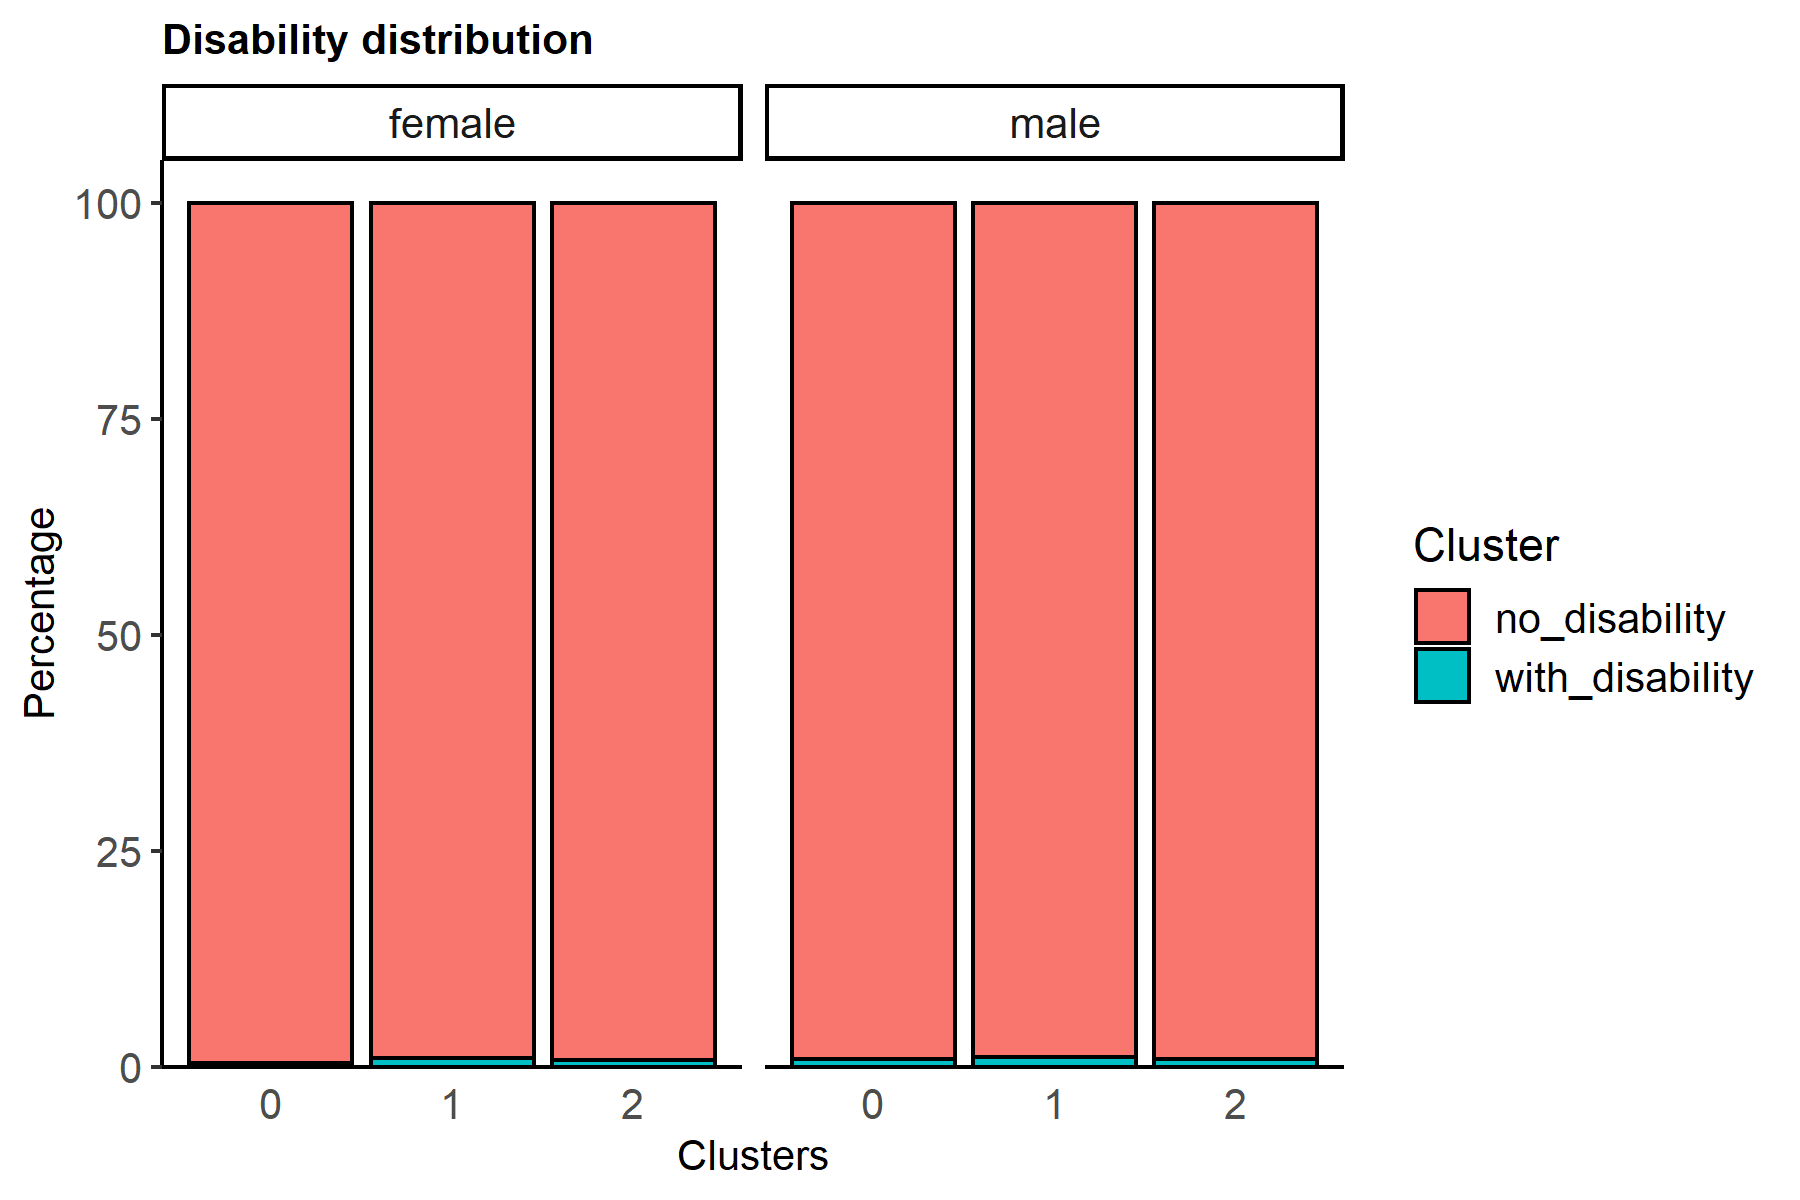 Disability distribution
female
male
100
75
50
25
0
Percentage
0 1 2
0 1 2
Clusters
Cluster
no_disability
with_disability